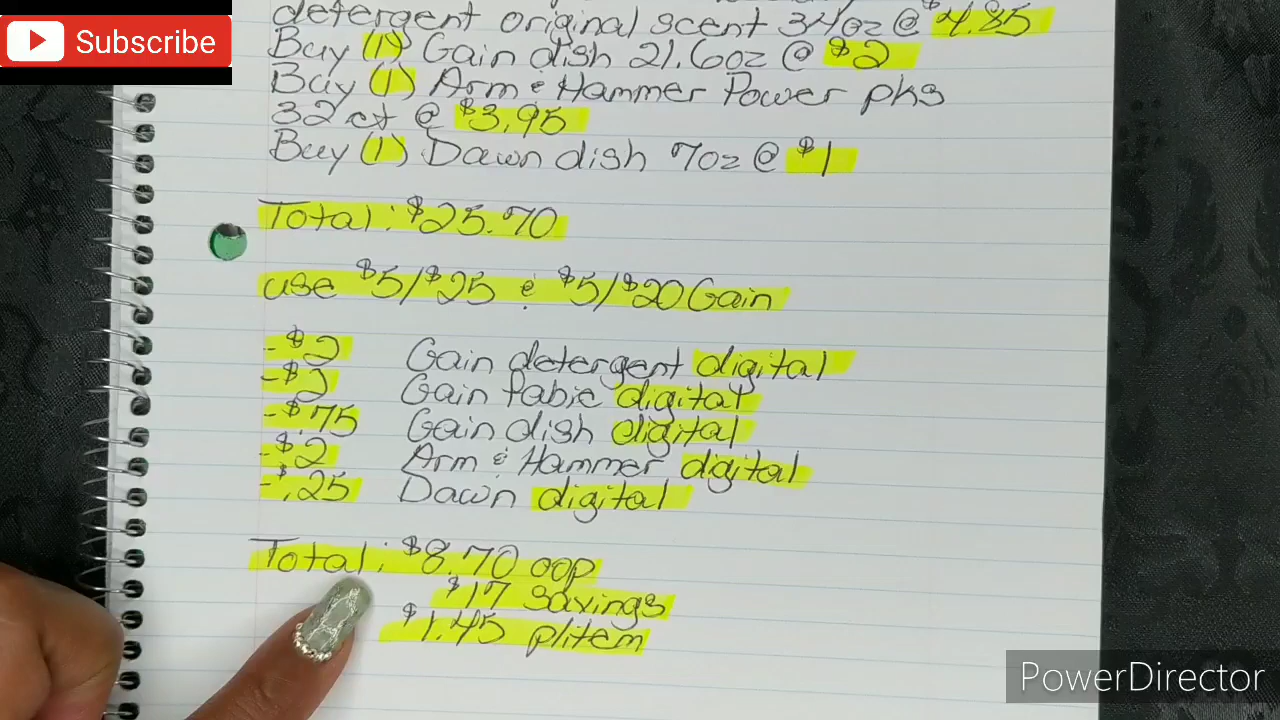 detergent original scent 34oz @ $4.85
Subscribe
Buy (1) Gain dish 21.6oz @ $2
Buy (1) Arm & Hammer Power pks
32 ct @ $3.95
Buy (1) Dawn dish 7oz @ $1
Total: $25.70
use $5/$25 & $5/$20 Gain
-$2 Gain detergent digital
-$2 Gain fabic digital
-$.75 Gain dish digital
-$2 Arm & Hammer digital
-$.25 Dawn digital
Total: $8.70 oop
$17 savings
$1.45 p/item
PowerDirector